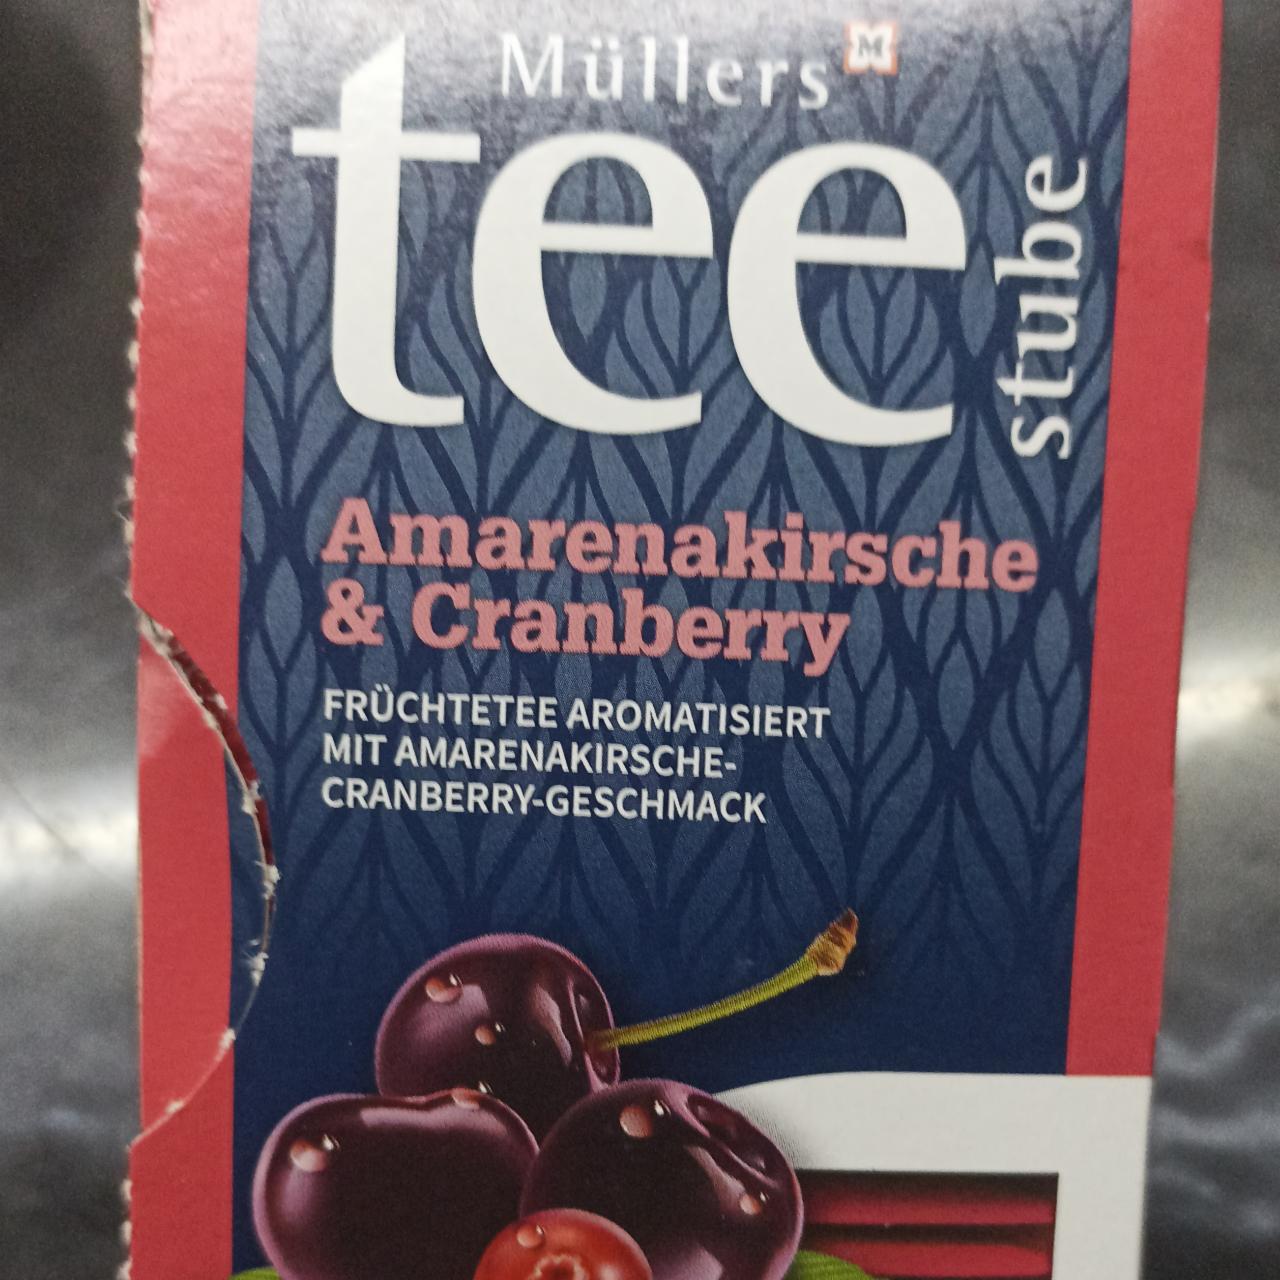 Müllers
M
tee
stube
Amarenakirsche
& Cranberry
FRÜCHTETEE AROMATISIERT
MIT AMARENAKIRSCHE-
CRANBERRY-GESCHMACK